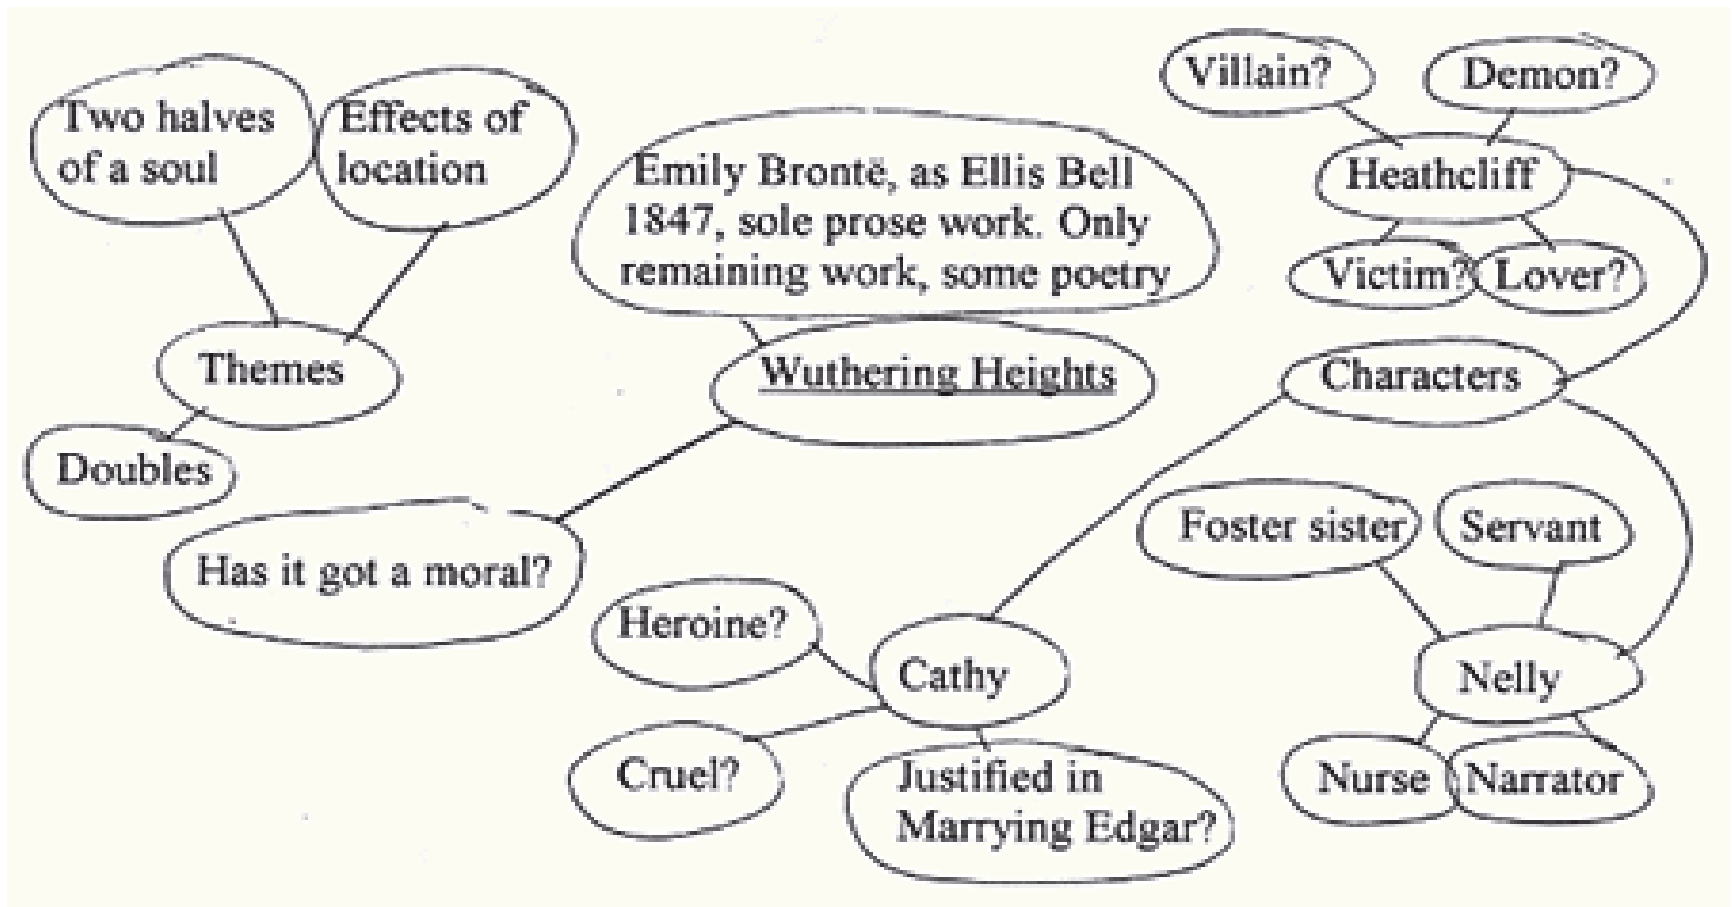 Two halves
of a soul
Effects of
location
Themes
Doubles
Emily Brontë, as Ellis Bell
1847, sole prose work. Only
remaining work, some poetry
Wuthering Heights
Has it got a moral?
Villain?
Demon?
Heathcliff
Victim?
Lover?
Characters
Foster sister
Servant
Nelly
Nurse
Narrator
Heroine?
Cathy
Cruel?
Justified in
Marrying Edgar?